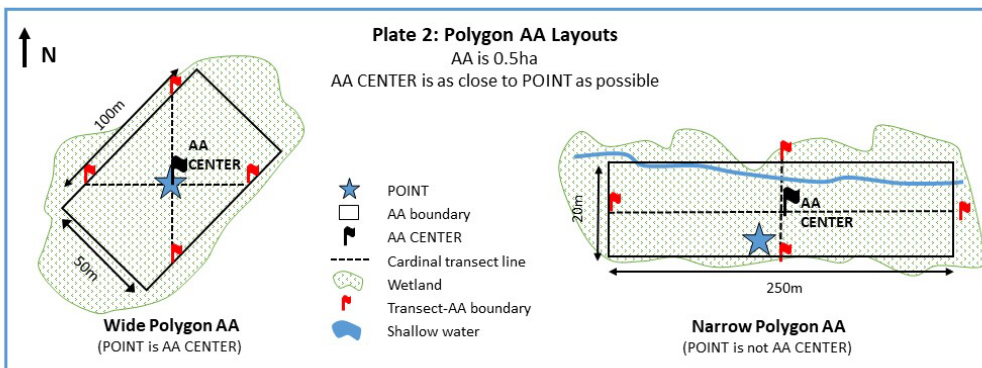 Plate 2: Polygon AA Layouts
AA is 0.5ha
AA CENTER is as close to POINT as possible
N
100m
AA
CENTER
50m
Wide Polygon AA
(POINT is AA CENTER)
POINT
AA boundary
AA CENTER
Cardinal transect line
Wetland
Transect-AA boundary
Shallow water
20m
AA
CENTER
250m
Narrow Polygon AA
(POINT is not AA CENTER)